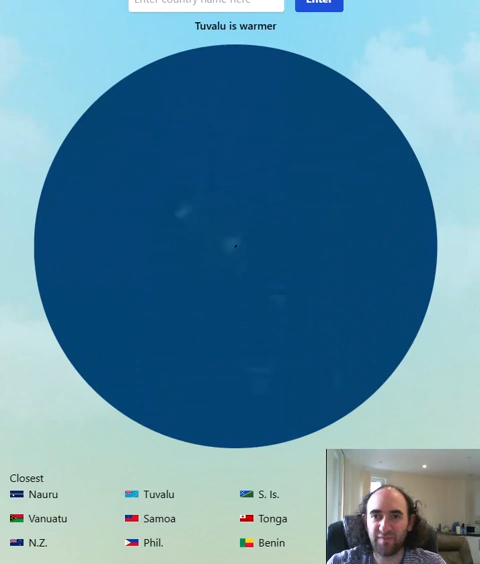 Enter country name here
Enter
Tuvalu is warmer
Closest
Nauru Tuvalu S. Is.
Vanuatu Samoa Tonga
N.Z. Phil. Benin